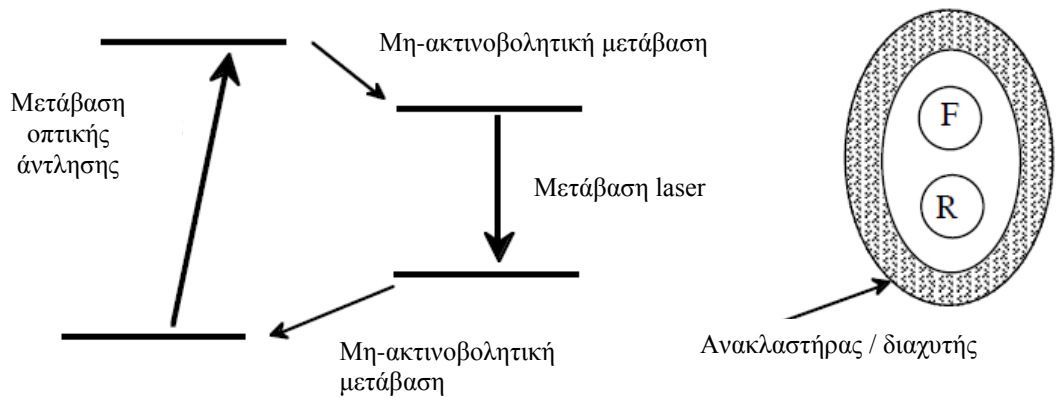 Μη-ακτινοβολητική μετάβαση
Μετάβαση
οπτικής
άντλησης
Μετάβαση laser
Μη-ακτινοβολητική
μετάβαση
F
R
Ανακλαστήρας / διαχυτής